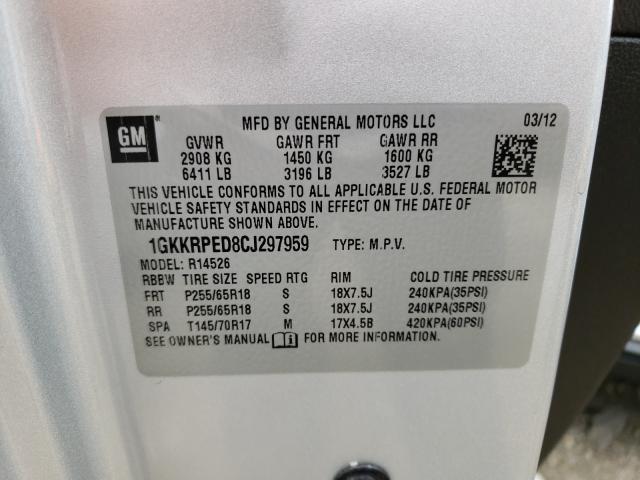 GM ® MFD BY GENERAL MOTORS LLC 03/12
GVWR GAWR FRT GAWR RR
2908 KG 1450 KG 1600 KG
6411 LB 3196 LB 3527 LB
THIS VEHICLE CONFORMS TO ALL APPLICABLE U.S. FEDERAL MOTOR
VEHICLE SAFETY STANDARDS IN EFFECT ON THE DATE OF
MANUFACTURE SHOWN ABOVE.
1GKKRPED8CJ297959 TYPE: M.P.V.
MODEL: R14526
RBBW TIRE SIZE SPEED RTG RIM COLD TIRE PRESSURE
FRT P255/65R18 S 18X7.5J 240KPA(35PSI)
RR P255/65R18 S 18X7.5J 240KPA(35PSI)
SPA T145/70R17 M 17X4.5B 420KPA(60PSI)
SEE OWNER'S MANUAL FOR MORE INFORMATION.